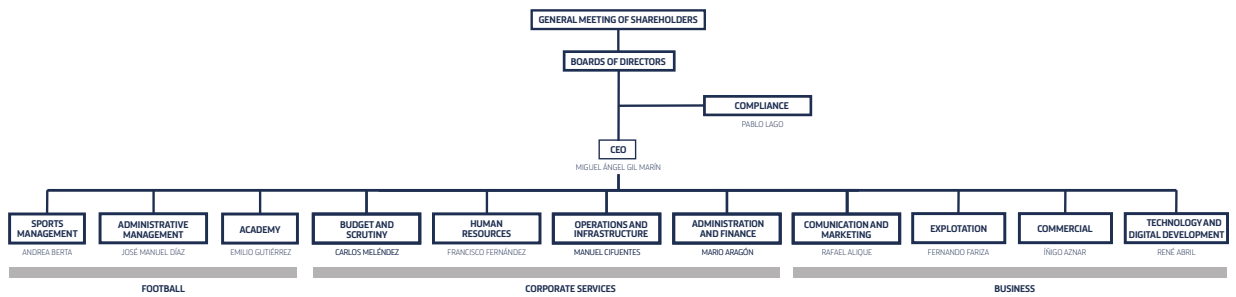 GENERAL MEETING OF SHAREHOLDERS
BOARDS OF DIRECTORS
COMPLIANCE
PABLO LAGO
CEO
MIGUEL ÁNGEL GIL MARÍN
SPORTS
MANAGEMENT
ANDREA BERTA
ADMINISTRATIVE
MANAGEMENT
JOSÉ MANUEL DÍAZ
ACADEMY
EMILIO GUTIÉRREZ
BUDGET AND
SCRUTINY
CARLOS MELÉNDEZ
HUMAN
RESOURCES
FRANCISCO FERNÁNDEZ
OPERATIONS AND
INFRASTRUCTURE
MANUEL CIFUENTES
ADMINISTRATION
AND FINANCE
MARIO ARAGÓN
COMUNICATION AND
MARKETING
RAFAEL ALIQUE
EXPLOTATION
FERNANDO FARIZA
COMMERCIAL
ÍÑIGO AZNAR
TECHNOLOGY AND
DIGITAL DEVELOPMENT
RENÉ ABRIL
FOOTBALL
CORPORATE SERVICES
BUSINESS